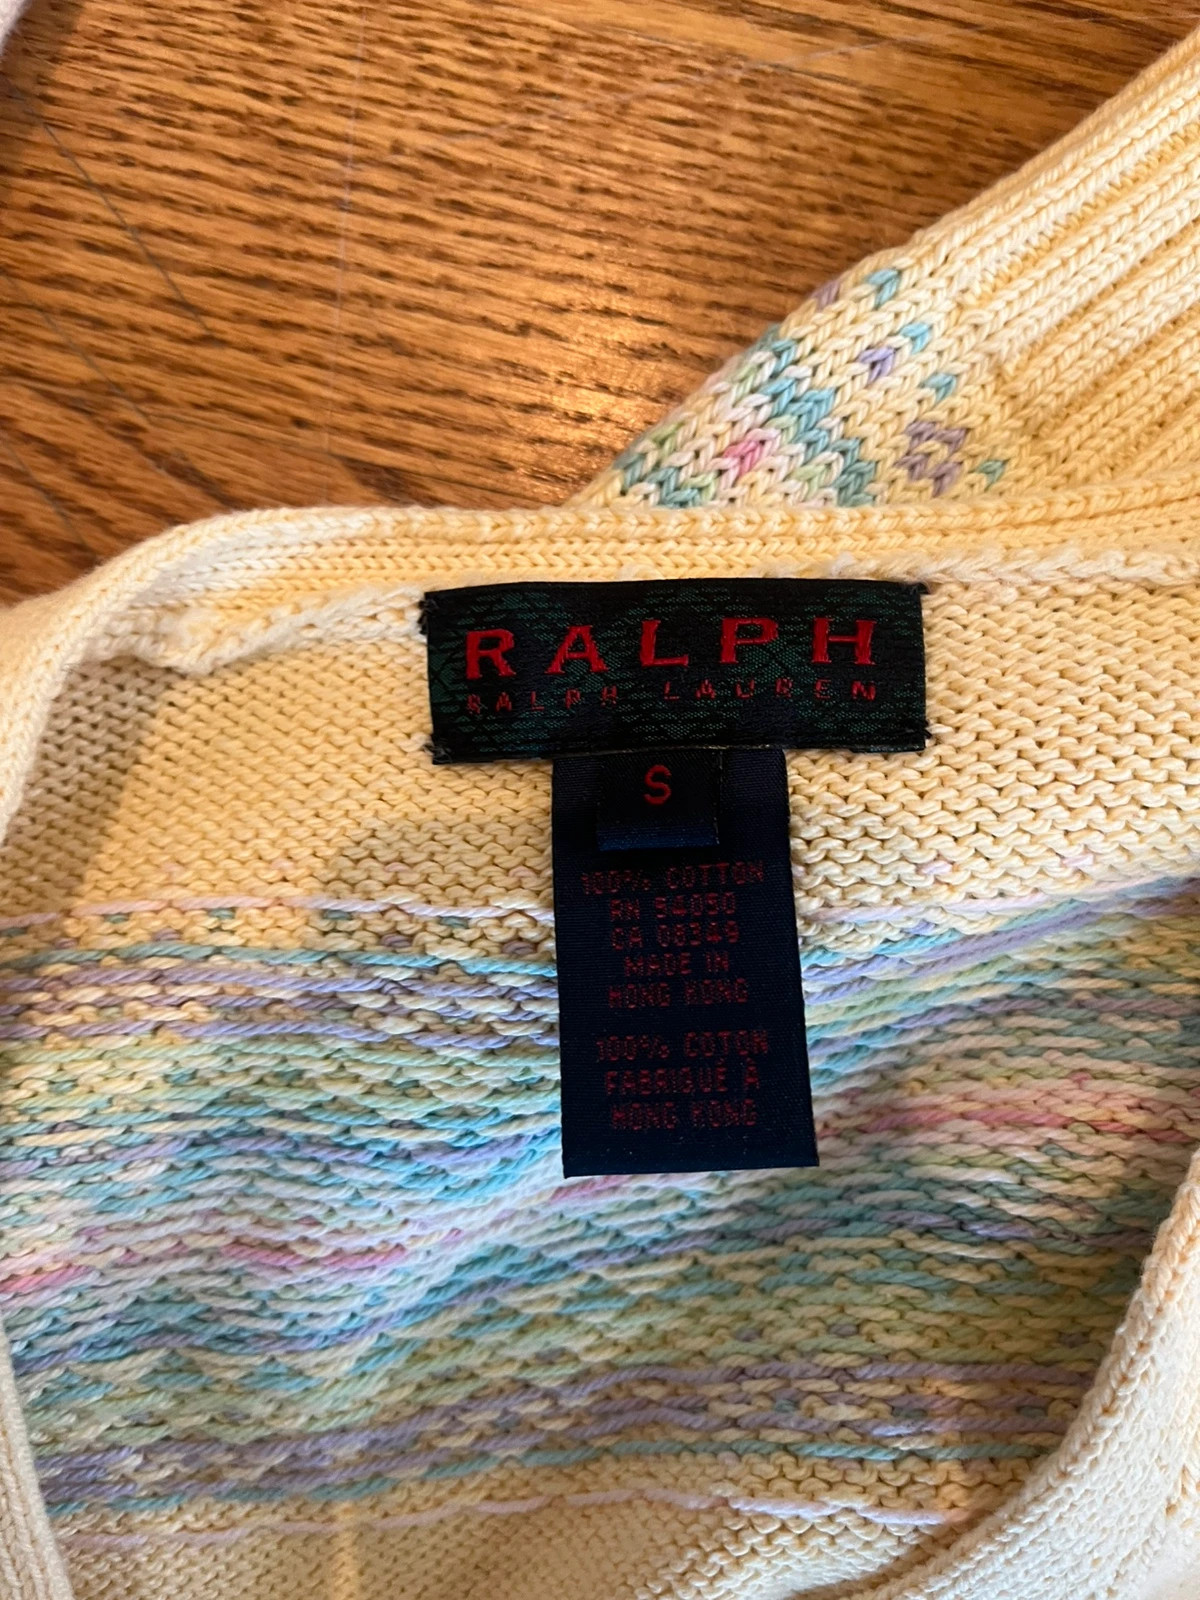 RALPH
RALPH LAUREN
S
100% COTTON
RN 54050
CA 08349
MADE IN
HONG KONG
100% COTON
FABRIQUÉ À
HONG KONG